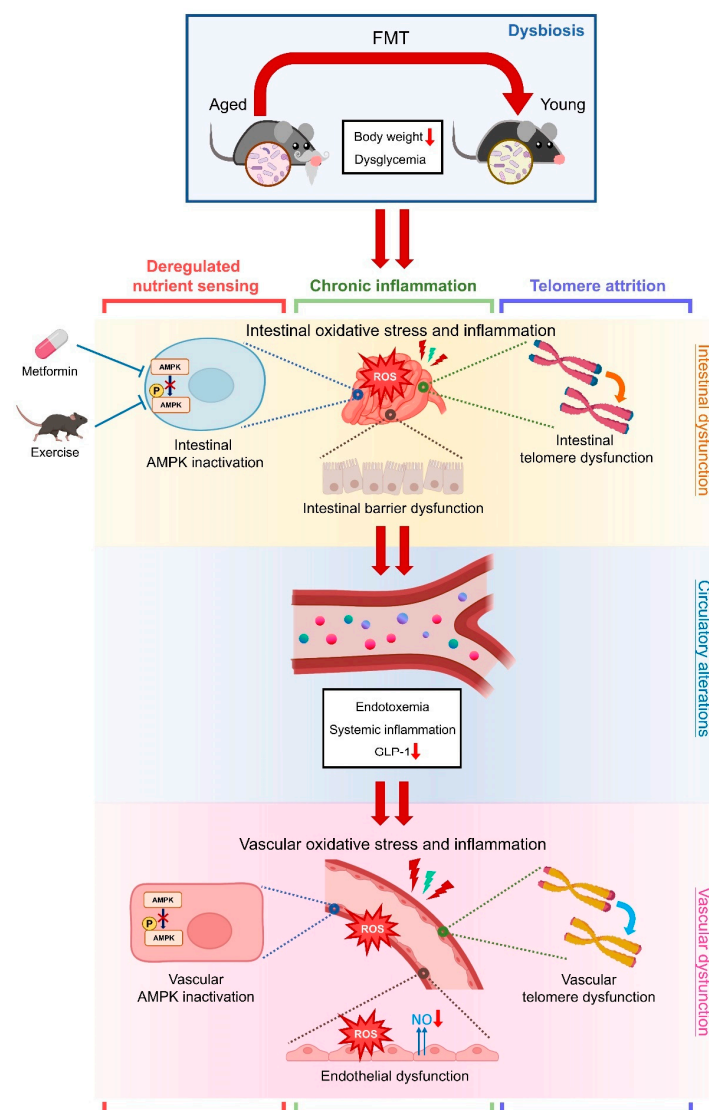 Dysbiosis
FMT
Aged
Young
Body weight
Dysglycemia
Deregulated
nutrient sensing
Chronic inflammation
Telomere attrition
Intestinal oxidative stress and inflammation
Metformin
Exercise
AMPK
P
AMPK
ROS
Intestinal
AMPK inactivation
Intestinal
telomere dysfunction
Intestinal barrier dysfunction
Intestinal dysfunction
Circulatory alterations
Endotoxemia
Systemic inflammation
GLP-1
Vascular oxidative stress and inflammation
AMPK
P
AMPK
ROS
Vascular
AMPK inactivation
Vascular
telomere dysfunction
ROS
NO
Endothelial dysfunction
Vascular dysfunction